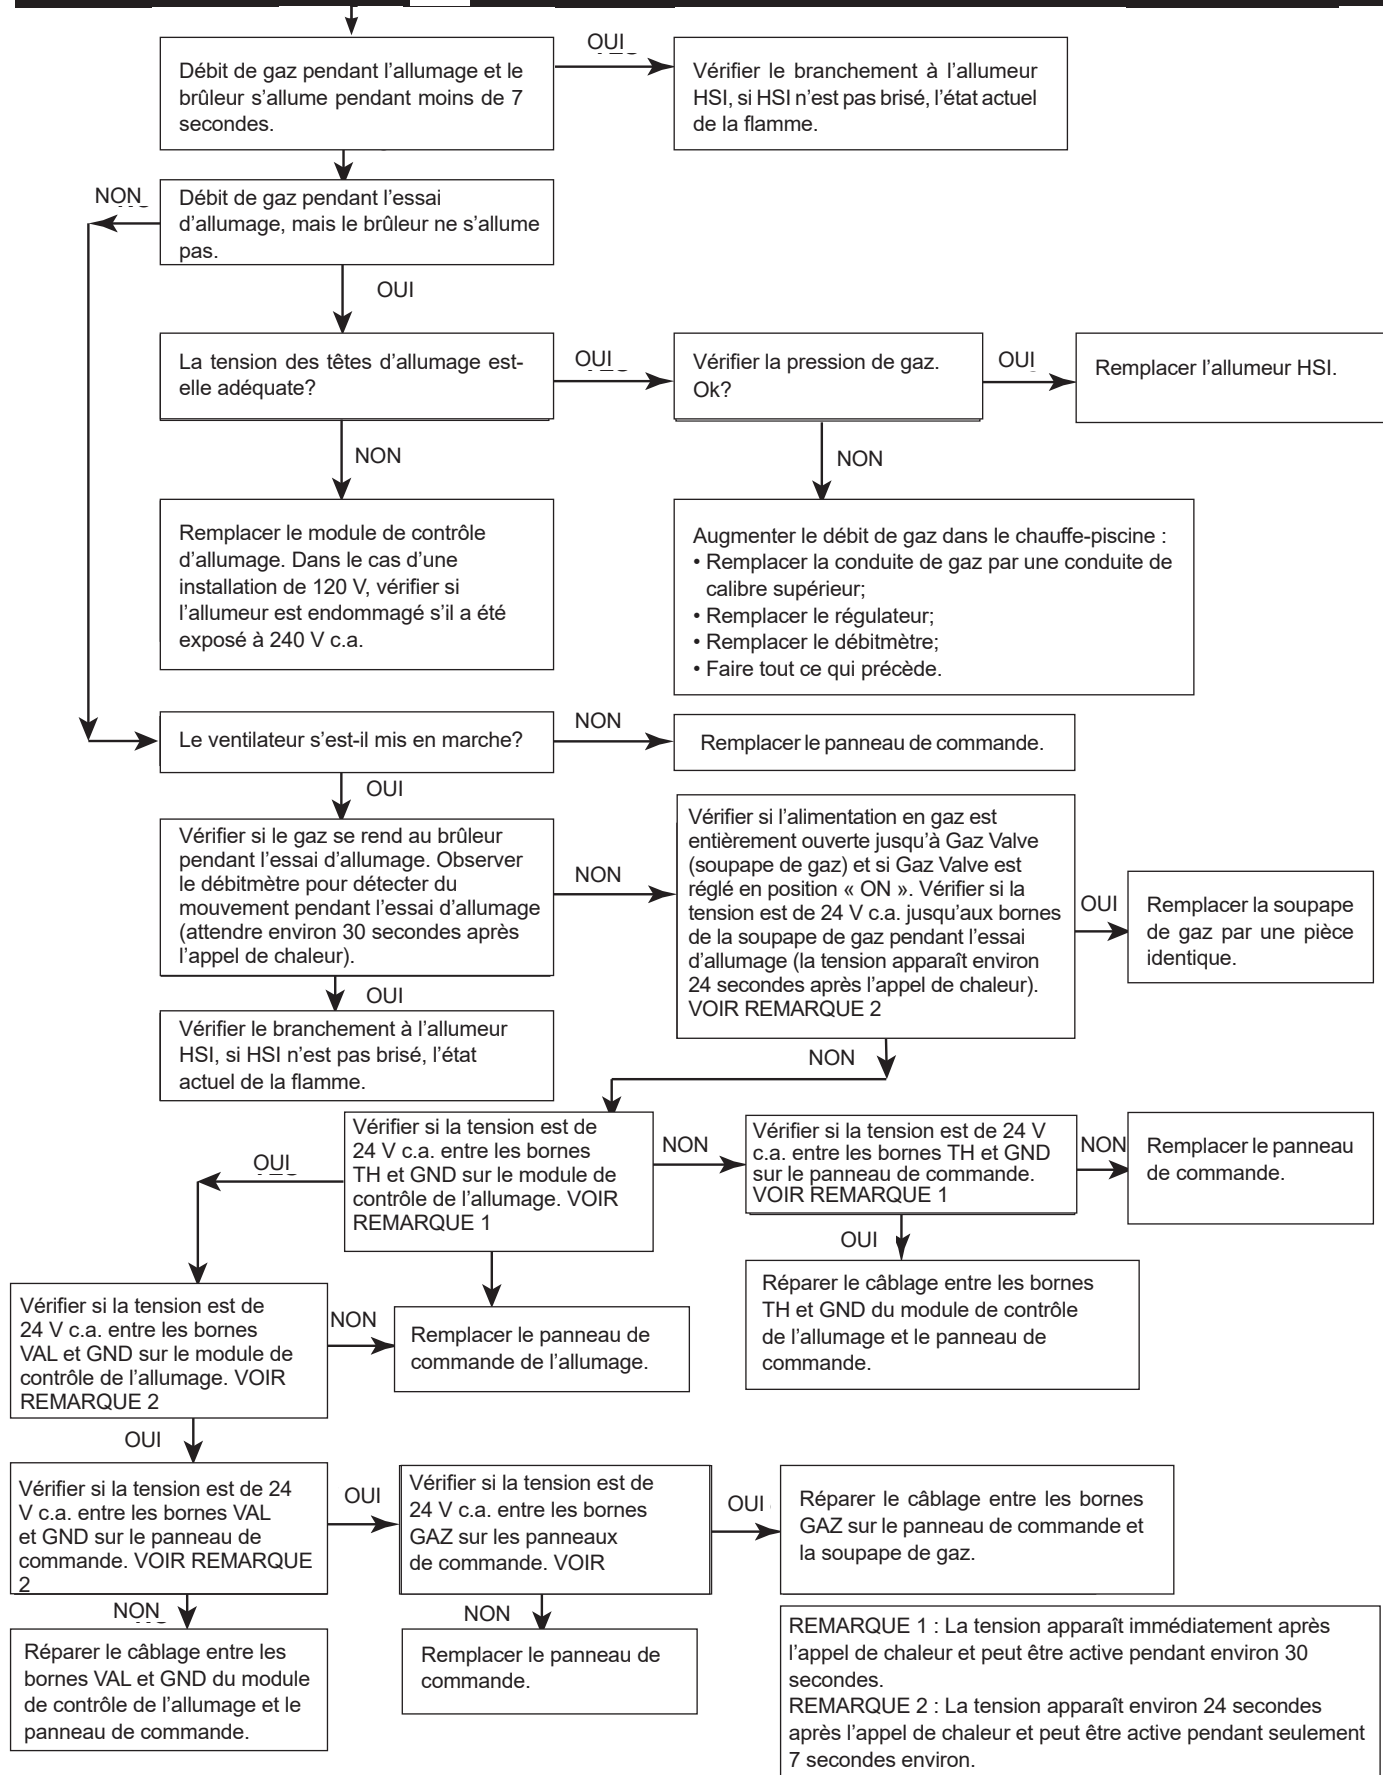 OUI
Débit de gaz pendant l’allumage et le
brûleur s’allume pendant moins de 7
secondes.
Vérifier le branchement à l’allumeur
HSI, si HSI n’est pas brisé, l’état actuel
de la flamme.
NON
Débit de gaz pendant l’essai
d’allumage, mais le brûleur ne s’allume
pas.
OUI
La tension des têtes d’allumage est-
elle adéquate?
OUI
Vérifier la pression de gaz.
Ok?
OUI
Remplacer l’allumeur HSI.
NON
NON
Remplacer le module de contrôle
d’allumage. Dans le cas d’une
installation de 120 V, vérifier si
l’allumeur est endommagé s’il a été
exposé à 240 V c.a.
Augmenter le débit de gaz dans le chauffe-piscine :
• Remplacer la conduite de gaz par une conduite de
calibre supérieur;
• Remplacer le régulateur;
• Remplacer le débitmètre;
• Faire tout ce qui précède.
Le ventilateur s’est-il mis en marche?
NON
Remplacer le panneau de commande.
OUI
Vérifier si le gaz se rend au brûleur
pendant l’essai d’allumage. Observer
le débitmètre pour détecter du
mouvement pendant l’essai d’allumage
(attendre environ 30 secondes après
l’appel de chaleur).
NON
Vérifier si l’alimentation en gaz est
entièrement ouverte jusqu’à Gaz Valve
(soupape de gaz) et si Gaz Valve est
réglé en position « ON ». Vérifier si la
tension est de 24 V c.a. jusqu’aux bornes
de la soupape de gaz pendant l’essai
d’allumage (la tension apparaît environ
24 secondes après l’appel de chaleur).
VOIR REMARQUE 2
OUI
Remplacer la soupape
de gaz par une pièce
identique.
OUI
Vérifier le branchement à l’allumeur
HSI, si HSI n’est pas brisé, l’état
actuel de la flamme.
NON
Vérifier si la tension est de
24 V c.a. entre les bornes
TH et GND sur le module de
contrôle de l’allumage. VOIR
REMARQUE 1
NON
Vérifier si la tension est de 24 V
c.a. entre les bornes TH et GND
sur le panneau de commande.
VOIR REMARQUE 1
NON
Remplacer le panneau
de commande.
OUI
OUI
Réparer le câblage entre les bornes
TH et GND du module de contrôle
de l’allumage et le panneau de
commande.
Vérifier si la tension est de
24 V c.a. entre les bornes
VAL et GND sur le module de
contrôle de l’allumage. VOIR
REMARQUE 2
NON
Remplacer le panneau de
commande de l’allumage.
OUI
Vérifier si la tension est de 24
V c.a. entre les bornes VAL
et GND sur le panneau de
commande. VOIR REMARQUE
2
OUI
Vérifier si la tension est de
24 V c.a. entre les bornes
GAZ sur les panneaux
de commande. VOIR
OUI
Réparer le câblage entre les bornes
GAZ sur le panneau de commande et
la soupape de gaz.
NON
Réparer le câblage entre les
bornes VAL et GND du module
de contrôle de l’allumage et le
panneau de commande.
NON
Remplacer le panneau de
commande.
REMARQUE 1 : La tension apparaît immédiatement après
l’appel de chaleur et peut être active pendant environ 30
secondes.
REMARQUE 2 : La tension apparaît environ 24 secondes
après l’appel de chaleur et peut être active pendant seulement
7 secondes environ.